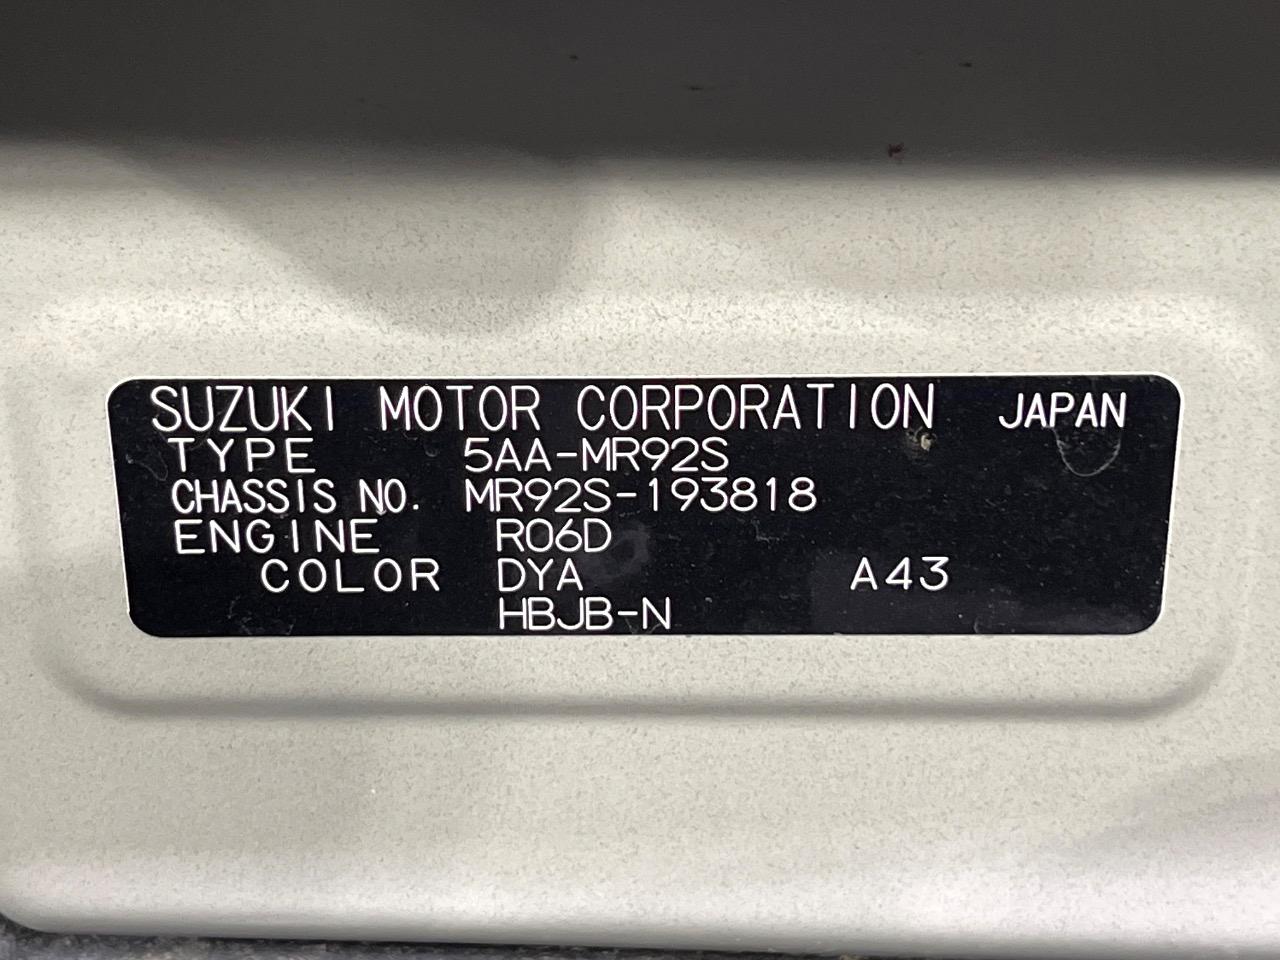 SUZUKI MOTOR CORPORATION JAPAN
TYPE 5AA-MR92S
CHASSIS NO. MR92S-193818
ENGINE R06D
COLOR DYA A43
HBJB-N